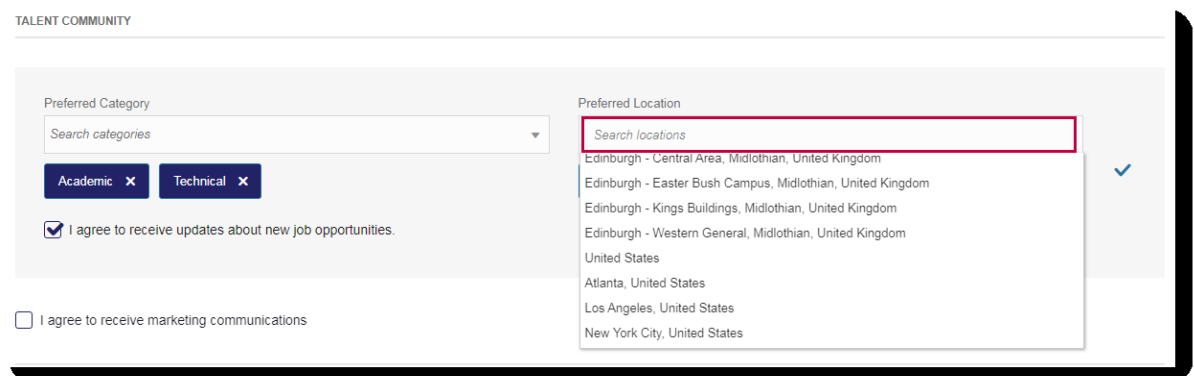 TALENT COMMUNITY
Preferred Category
Search categories
Academic ×
Technical ×
I agree to receive updates about new job opportunities.
Preferred Location
Search locations
Edinburgh - Central Area, Midlothian, United Kingdom
Edinburgh - Easter Bush Campus, Midlothian, United Kingdom
Edinburgh - Kings Buildings, Midlothian, United Kingdom
Edinburgh - Western General, Midlothian, United Kingdom
United States
Atlanta, United States
Los Angeles, United States
New York City, United States
I agree to receive marketing communications